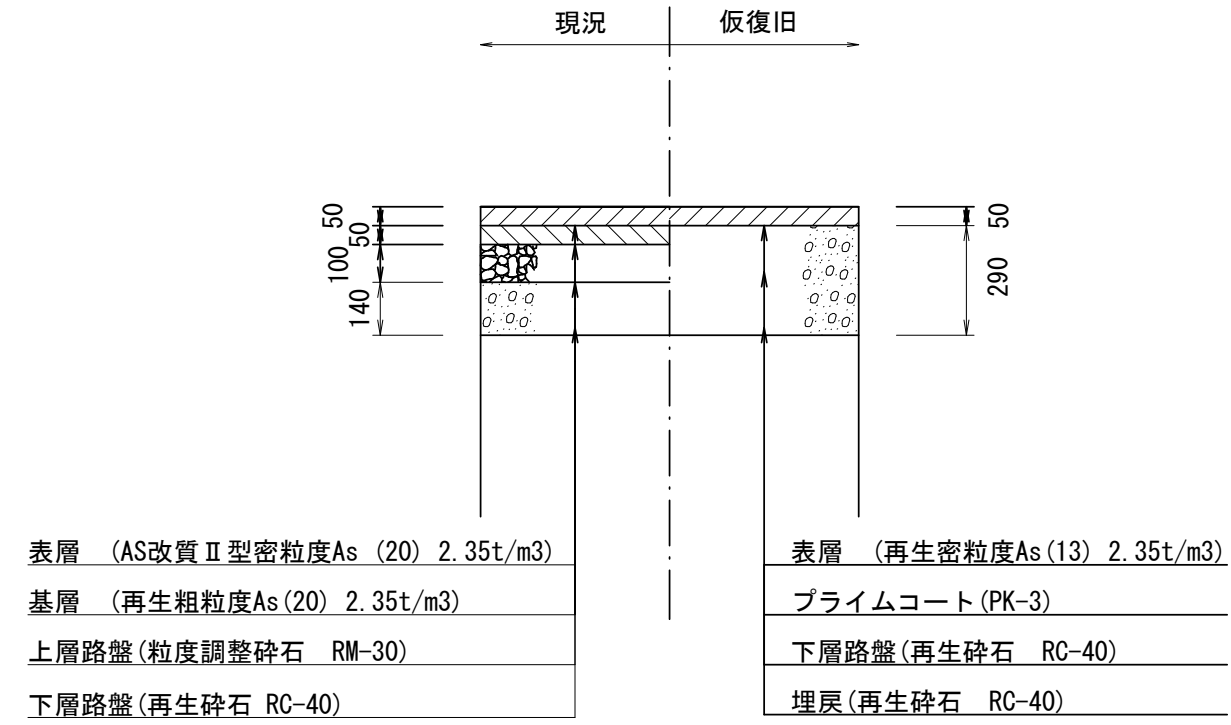 現況
仮復旧
50
50
100
140
50
290
表層 (AS改質Ⅱ型密粒度As (20) 2.35t/m3)
基層 (再生粗粒度As(20) 2.35t/m3)
上層路盤(粒度調整砕石 RM-30)
下層路盤(再生砕石 RC-40)
表層 (再生密粒度As(13) 2.35t/m3)
プライムコート(PK-3)
下層路盤(再生砕石 RC-40)
埋戻(再生砕石 RC-40)